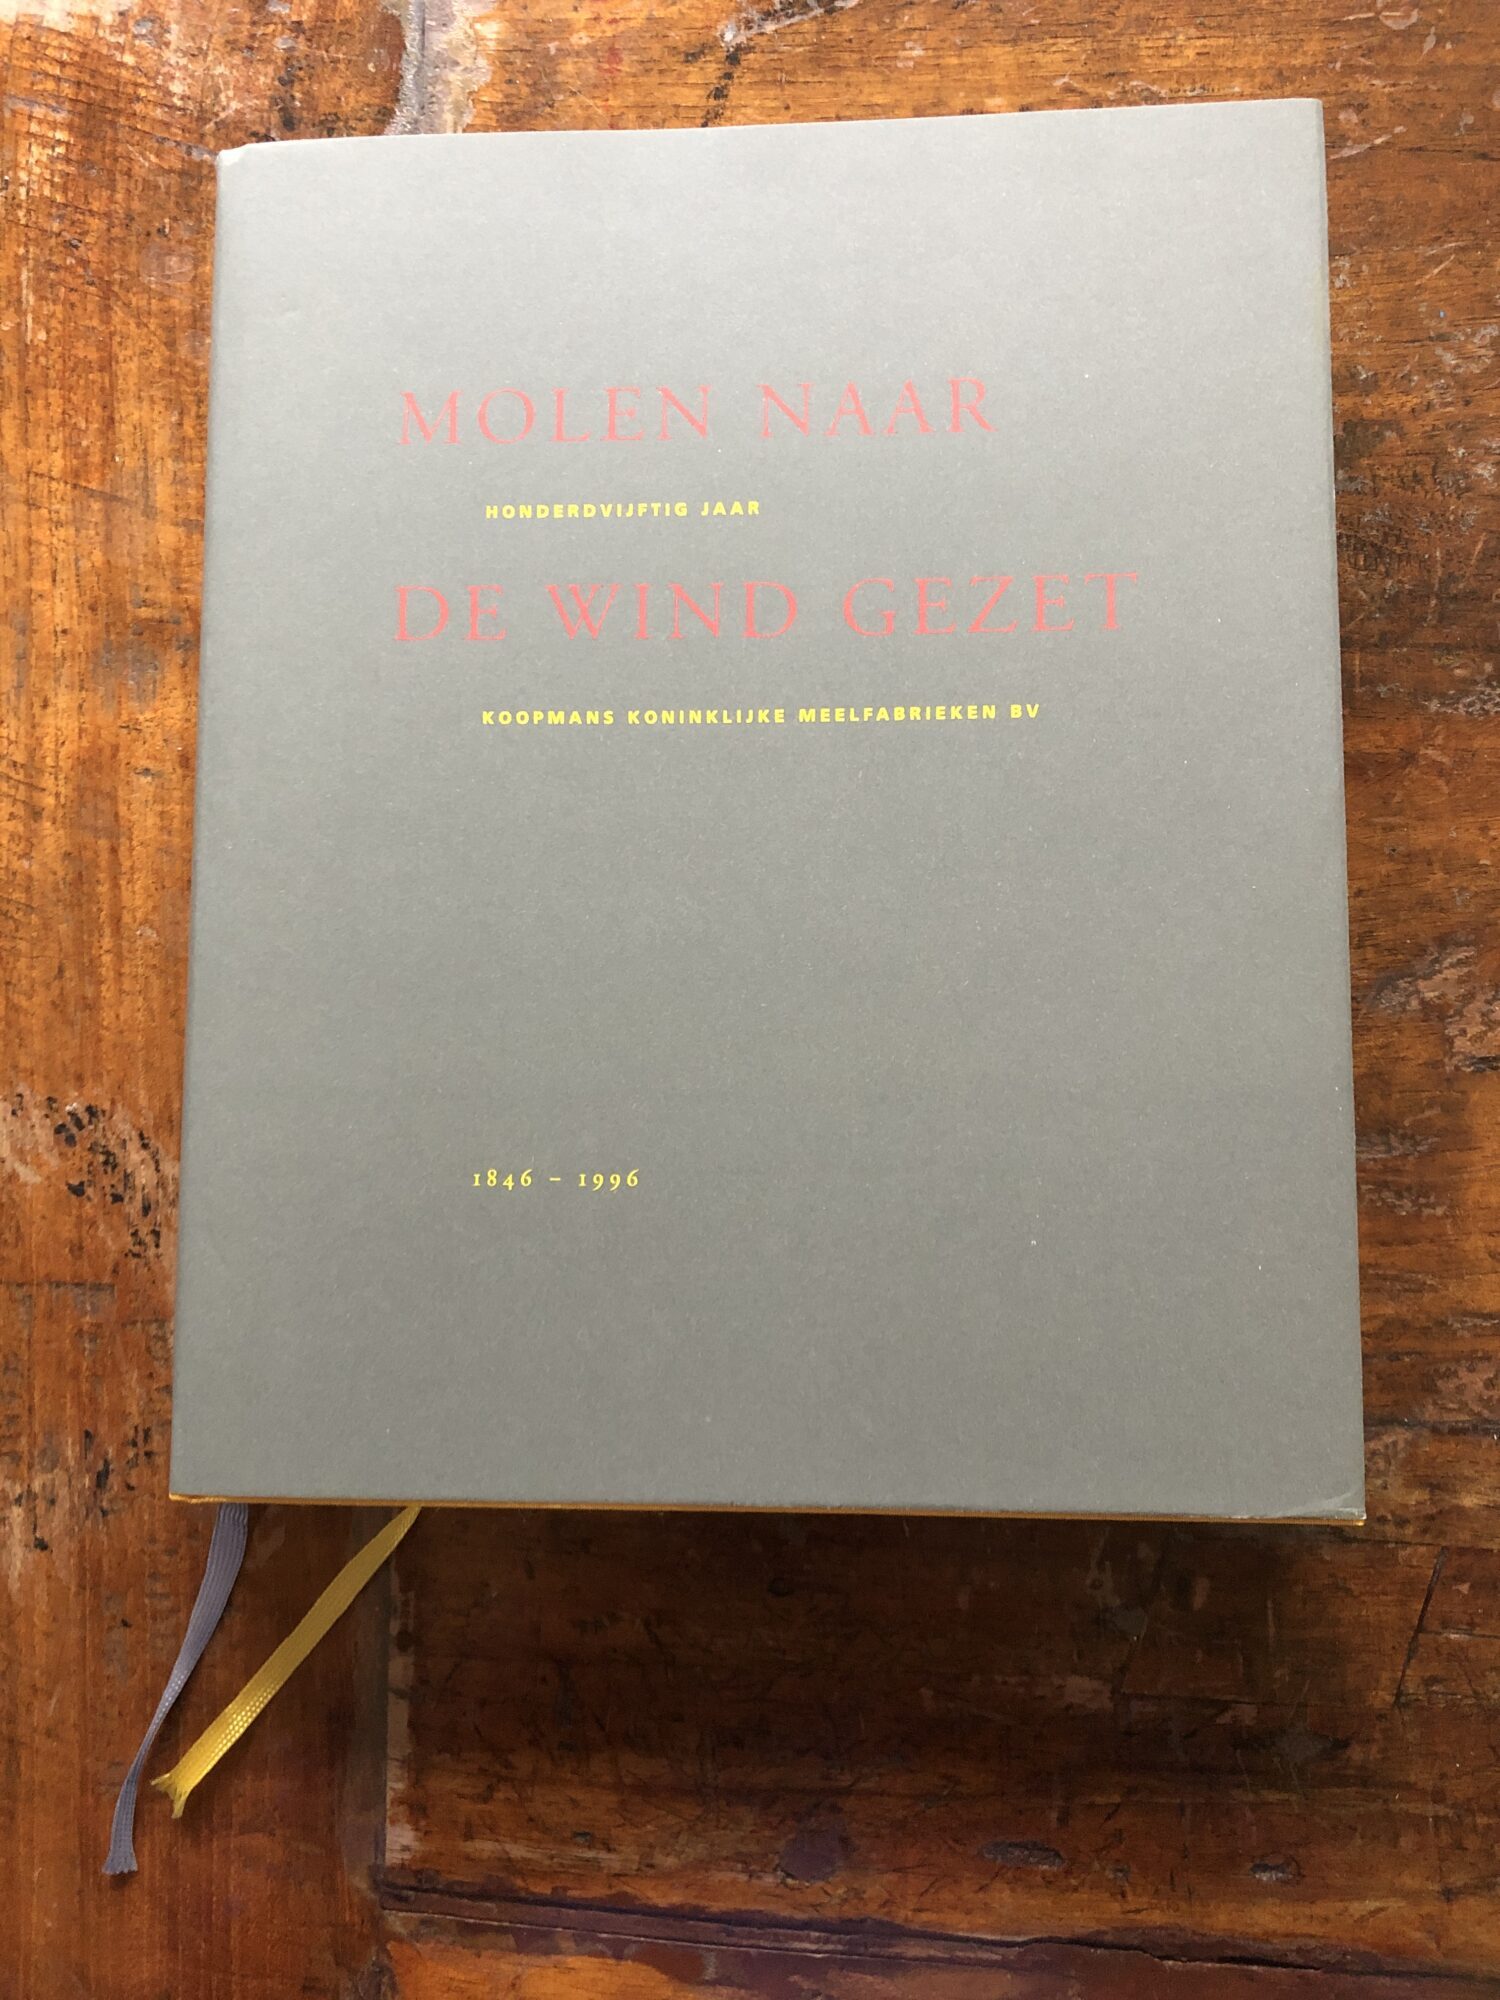 MOLEN NAAR
HONDERDVIJFTIG JAAR
DE WIND GEZET
KOOPMANS KONINKLIJKE MEELFABRIEKEN BV
1846 – 1996